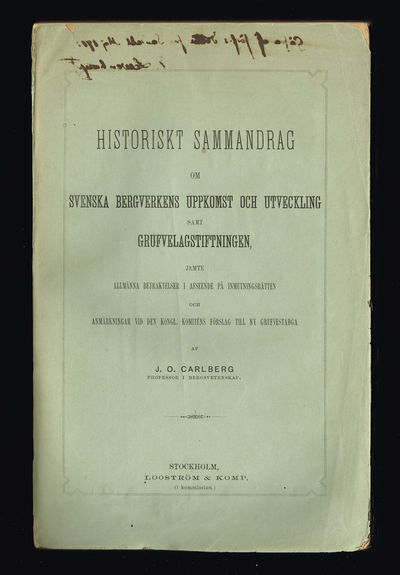 HISTORISKT SAMMANDRAG
OM
SVENSKA BERGVERKENS UPPKOMST OCH UTVECKLING
SAMT
GRUFVELAGSTIFTNINGEN,
JEMTE
ALLMÄNNA BETRAKTELSER I AFSEENDE PÅ INMUTNINGSRÄTTEN
OCH
ANMÄRKNINGAR VID DEN KONGL. KOMITÉNS FÖRSLAG TILL NY GRUFVESTADGA
AF
J. O. CARLBERG
PROFESSOR I BERGSVETENSKAP.
STOCKHOLM,
LOOSTRÖM & KOMP.
(i kommission.)